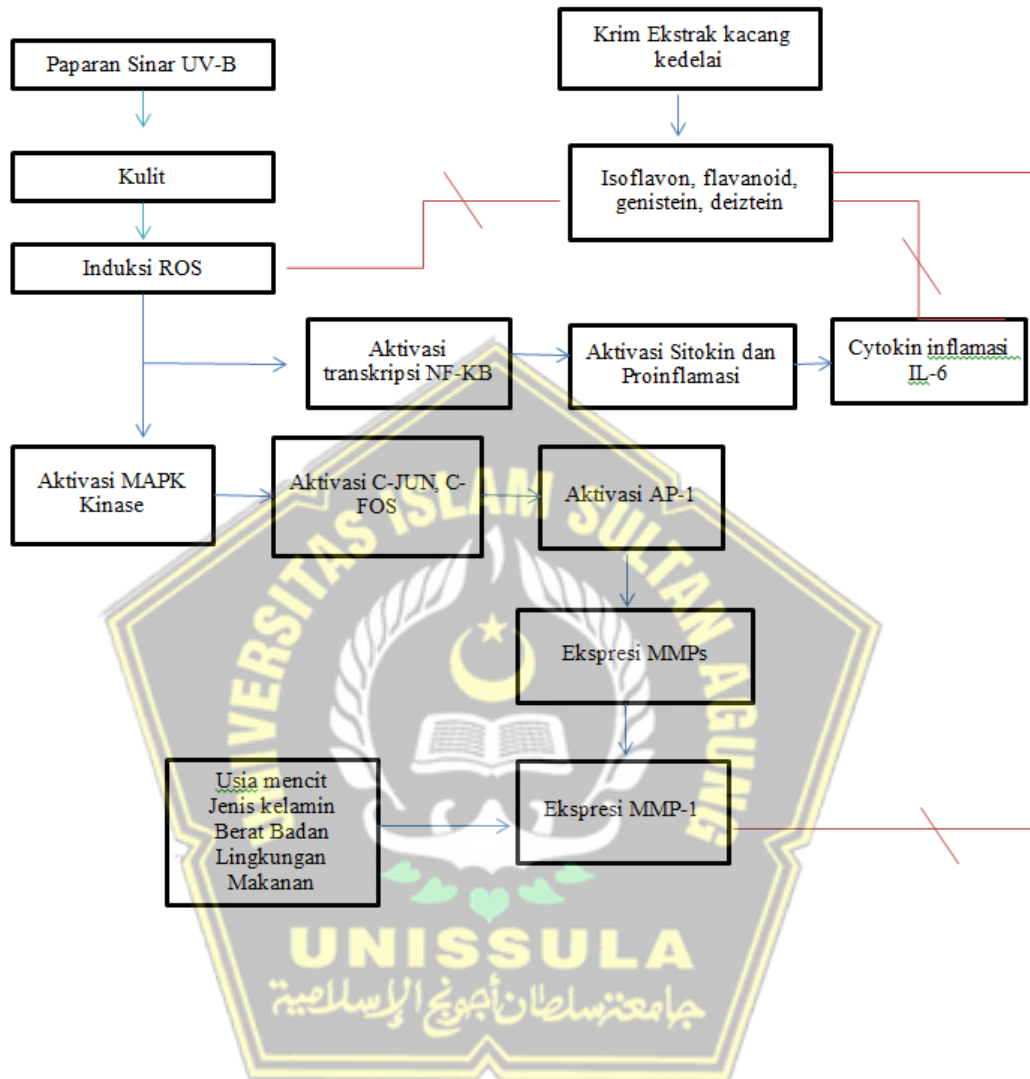 Paparan Sinar UV-B
Krim Ekstrak kacang
kedelai
Kulit
Isoflavon, flavanoid,
genistein, deiztein
Induksi ROS
Aktivasi
transkripsi NF-KB
Aktivasi Sitokin dan
Proinflamasi
Cytokin inflamasi
IL-6
Aktivasi MAPK
Kinase
Aktivasi C-JUN, C-
FOS
Aktivasi AP-1
Ekspresi MMPs
Usia mencit
Jenis kelamin
Berat Badan
Lingkungan
Makanan
Ekspresi MMP-1
UNIVERSITAS ISLAM SULTAN AGUNG
UNISSULA
جامعة سلطان أجونج الإسلامية